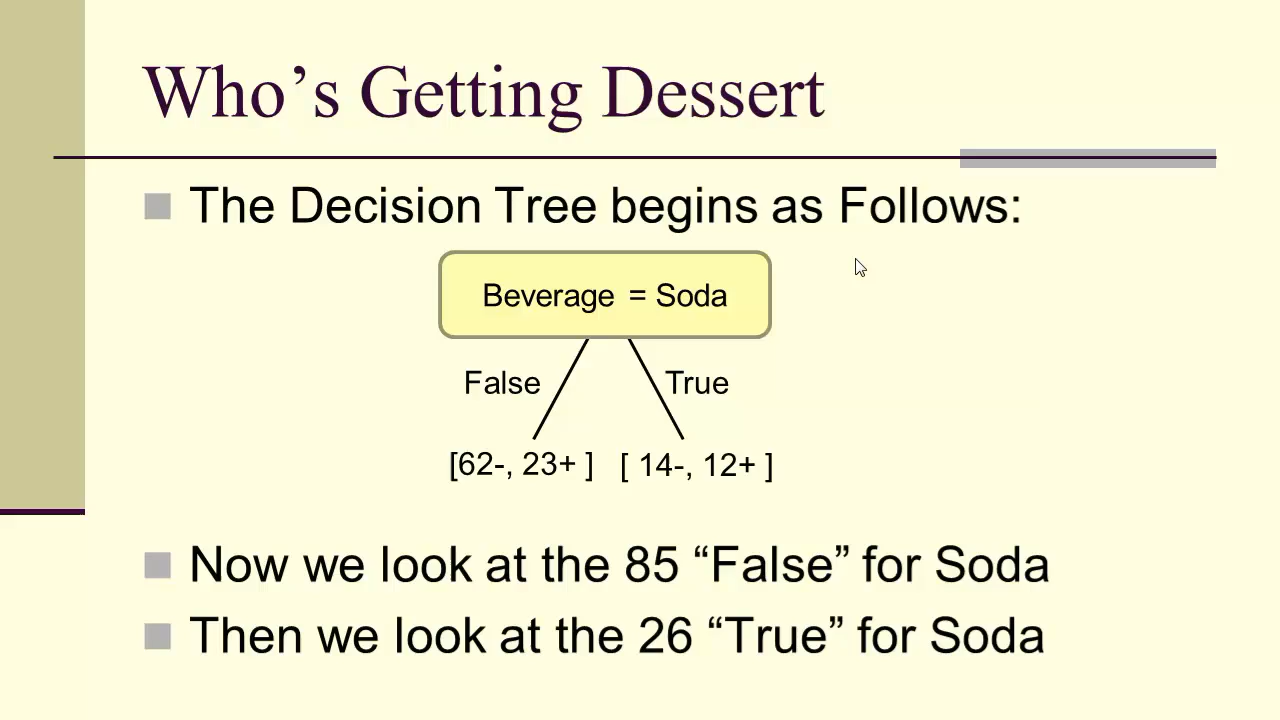 Who’s Getting Dessert
The Decision Tree begins as Follows:
Beverage = Soda
False True
[62-, 23+ ] [ 14-, 12+ ]
Now we look at the 85 “False” for Soda
Then we look at the 26 “True” for Soda